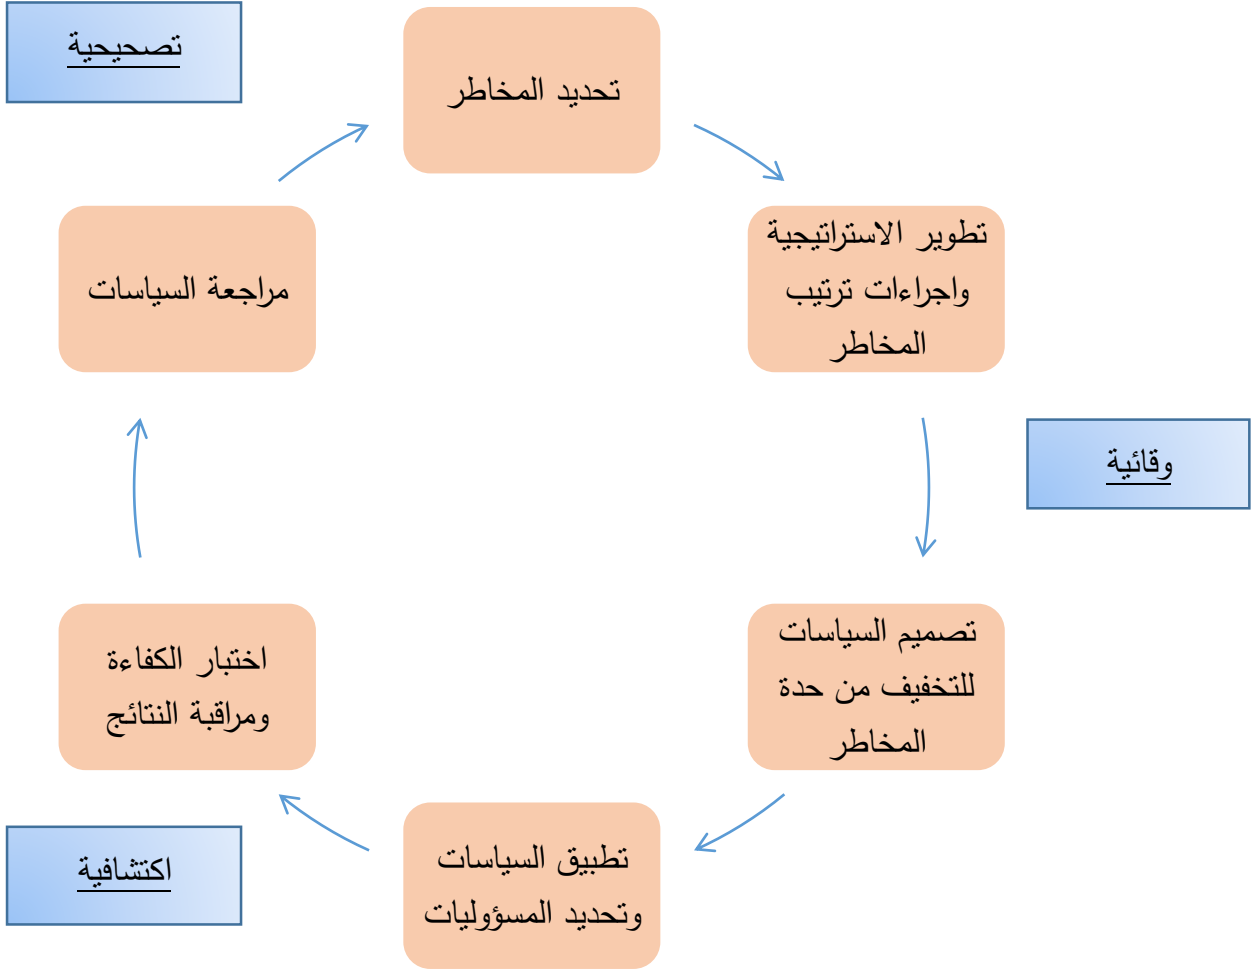 تصحيحية
تحديد المخاطر
تطوير الاستراتيجية
واجراءات ترتيب
المخاطر
مراجعة السياسات
وقائية
تصميم السياسات
للتخفيف من حدة
المخاطر
اختبار الكفاءة
ومراقبة النتائج
تطبيق السياسات
وتحديد المسؤوليات
اكتشافية